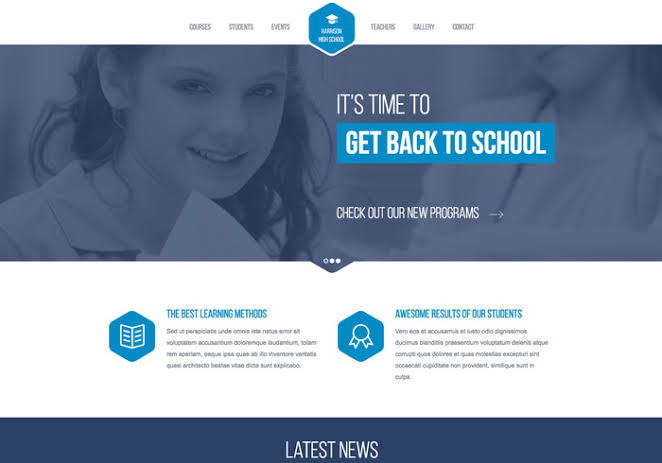 COURSES STUDENTS EVENTS
HARRISON
HIGH SCHOOL
TEACHERS GALLERY CONTACT
IT'S TIME TO
GET BACK TO SCHOOL
CHECK OUT OUR NEW PROGRAMS
THE BEST LEARNING METHODS
Sed ut perspiciatis unde omnis iste natus error sit
voluptatem accusantium doloremque laudantium, totam
rem aperiam, eaque ipsa quae ab illo inventore veritatis
quasi architecto beatae vitae dicta sunt explicabo.
AWESOME RESULTS OF OUR STUDENTS
Vero eos et accusamus et iusto odio dignissimos
ducimus blanditiis praesentium voluptatum deleniti atque
corrupti quos dolores et quas molestias excepturi sint
occaecati cupiditate non provident, similique sunt in
culpa.
LATEST NEWS